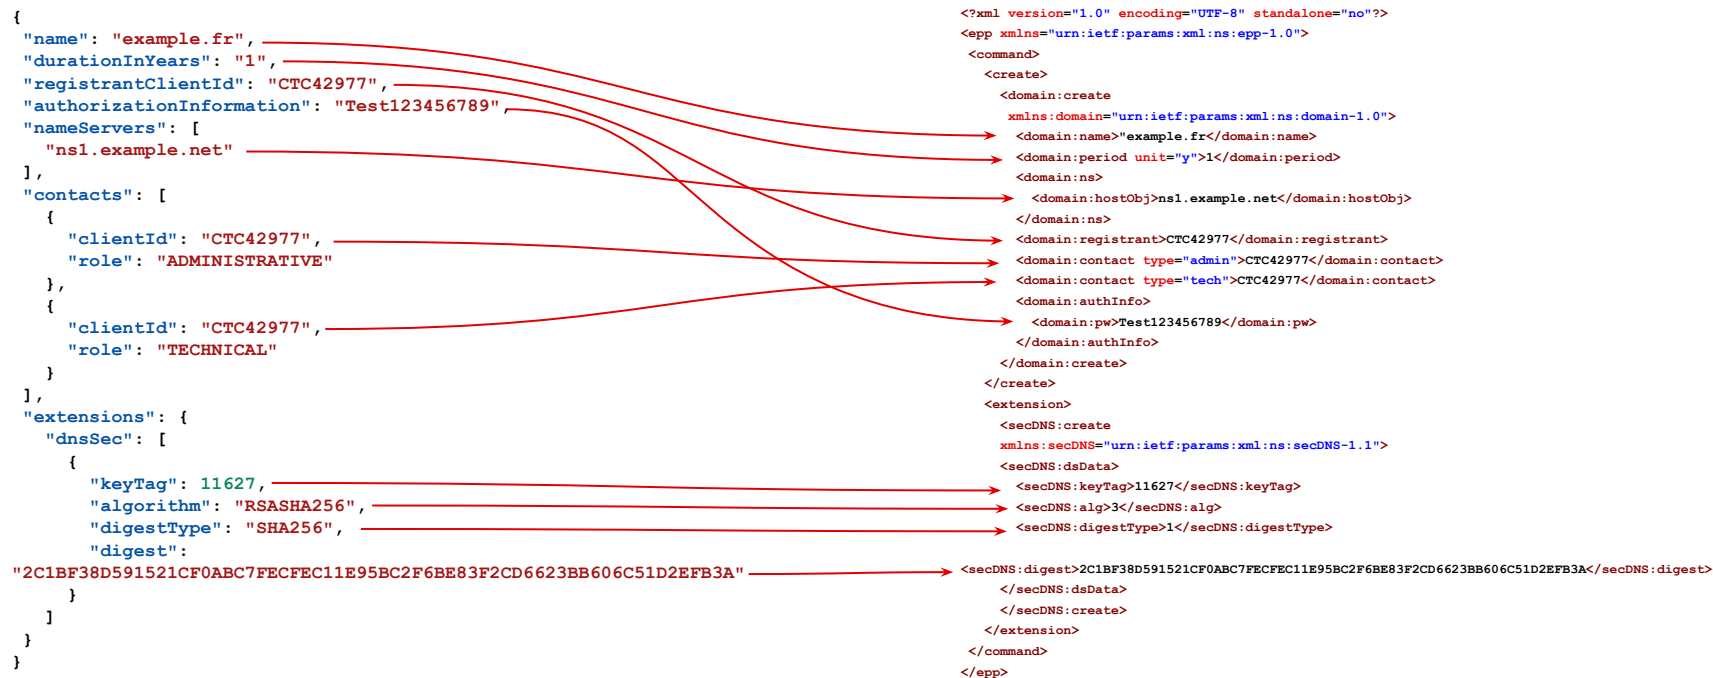 {
"name": "example.fr",
"durationInYears": "1",
"registrantClientId": "CTC42977",
"authorizationInformation": "Test123456789",
"nameServers": [
"ns1.example.net"
],
"contacts": [
{
"clientId": "CTC42977",
"role": "ADMINISTRATIVE"
},
{
"clientId": "CTC42977",
"role": "TECHNICAL"
}
],
"extensions": {
"dnsSec": [
{
"keyTag": 11627,
"algorithm": "RSASHA256",
"digestType": "SHA256",
"digest":
"2C1BF38D591521CF0ABC7FECFEC11E95BC2F6BE83F2CD6623BB606C51D2EFB3A"
}
]
}
}
<?xml version="1.0" encoding="UTF-8" standalone="no"?>
<epp xmlns="urn:ietf:params:xml:ns:epp-1.0">
<command>
<create>
<domain:create
xmlns:domain="urn:ietf:params:xml:ns:domain-1.0">
<domain:name>"example.fr</domain:name>
<domain:period unit="y">1</domain:period>
<domain:ns>
<domain:hostObj>ns1.example.net</domain:hostObj>
</domain:ns>
<domain:registrant>CTC42977</domain:registrant>
<domain:contact type="admin">CTC42977</domain:contact>
<domain:contact type="tech">CTC42977</domain:contact>
<domain:authInfo>
<domain:pw>Test123456789</domain:pw>
</domain:authInfo>
</domain:create>
</create>
<extension>
<secDNS:create
xmlns:secDNS="urn:ietf:params:xml:ns:secDNS-1.1">
<secDNS:dsData>
<secDNS:keyTag>11627</secDNS:keyTag>
<secDNS:alg>3</secDNS:alg>
<secDNS:digestType>1</secDNS:digestType>
<secDNS:digest>2C1BF38D591521CF0ABC7FECFEC11E95BC2F6BE83F2CD6623BB606C51D2EFB3A</secDNS:digest>
</secDNS:dsData>
</secDNS:create>
</extension>
</command>
</epp>